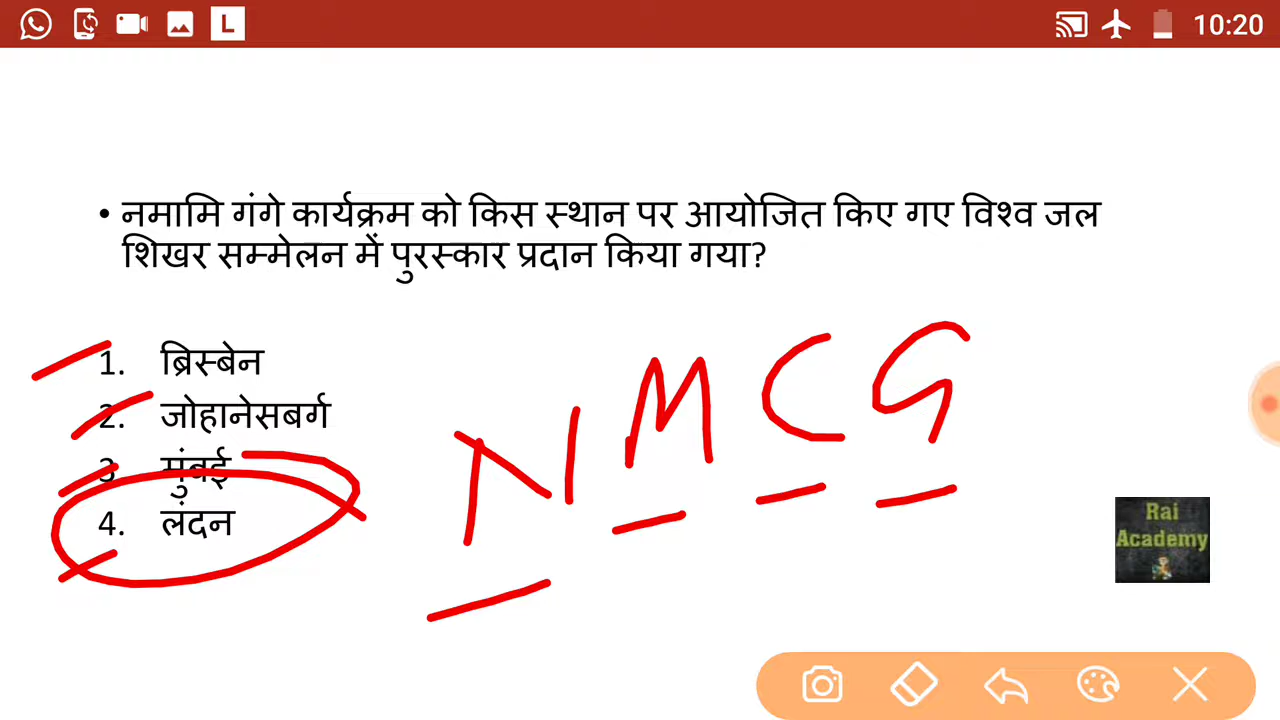 L
10:20
• नमामि गंगे कार्यक्रम को किस स्थान पर आयोजित किए गए विश्व जल
शिखर सम्मेलन में पुरस्कार प्रदान किया गया?
1. ब्रिस्बेन
2. जोहानेसबर्ग
3. मुंबई
4. लंदन
NMCG
Rai
Academy